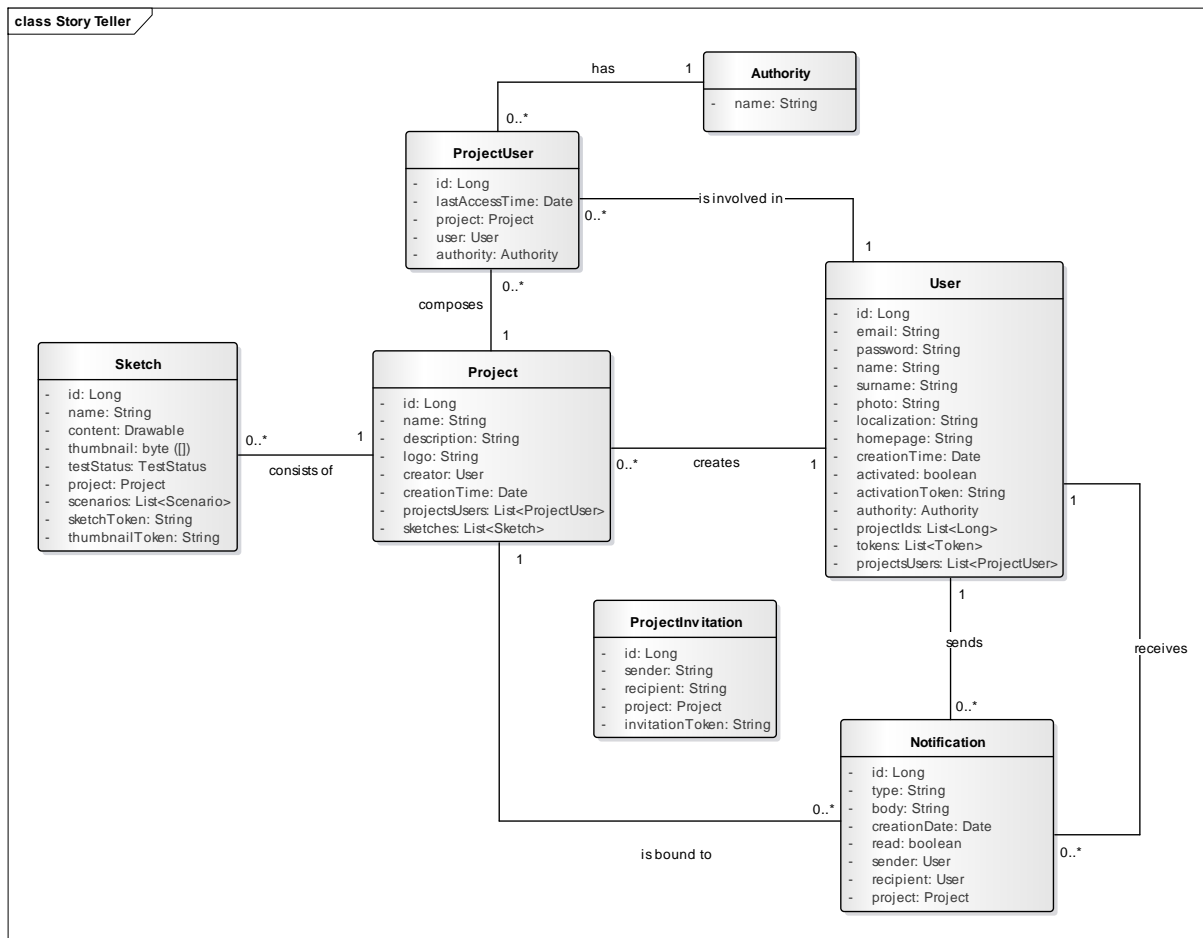 class Story Teller
Authority
- name: String
has
1
0..*
ProjectUser
- id: Long
- lastAccessTime: Date
- project: Project
- user: User
- authority: Authority
is involved in
0..*
1
0..*
composes
1
User
- id: Long
- email: String
- password: String
- name: String
- surname: String
- photo: String
- localization: String
- homepage: String
- creationTime: Date
- activated: boolean
- activationToken: String
- authority: Authority
- projectIds: List<Long>
- tokens: List<Token>
- projectsUsers: List<ProjectUser>
Sketch
- id: Long
- name: String
- content: Drawable
- thumbnail: byte ([])
- testStatus: TestStatus
- project: Project
- scenarios: List<Scenario>
- sketchToken: String
- thumbnailToken: String
0..*
1
consists of
Project
- id: Long
- name: String
- description: String
- logo: String
- creator: User
- creationTime: Date
- projectsUsers: List<ProjectUser>
- sketches: List<Sketch>
0..*
creates
1
1
1
1
ProjectInvitation
- id: Long
- sender: String
- recipient: String
- project: Project
- invitationToken: String
sends
receives
0..*
Notification
- id: Long
- type: String
- body: String
- creationDate: Date
- read: boolean
- sender: User
- recipient: User
- project: Project
0..*
0..*
is bound to